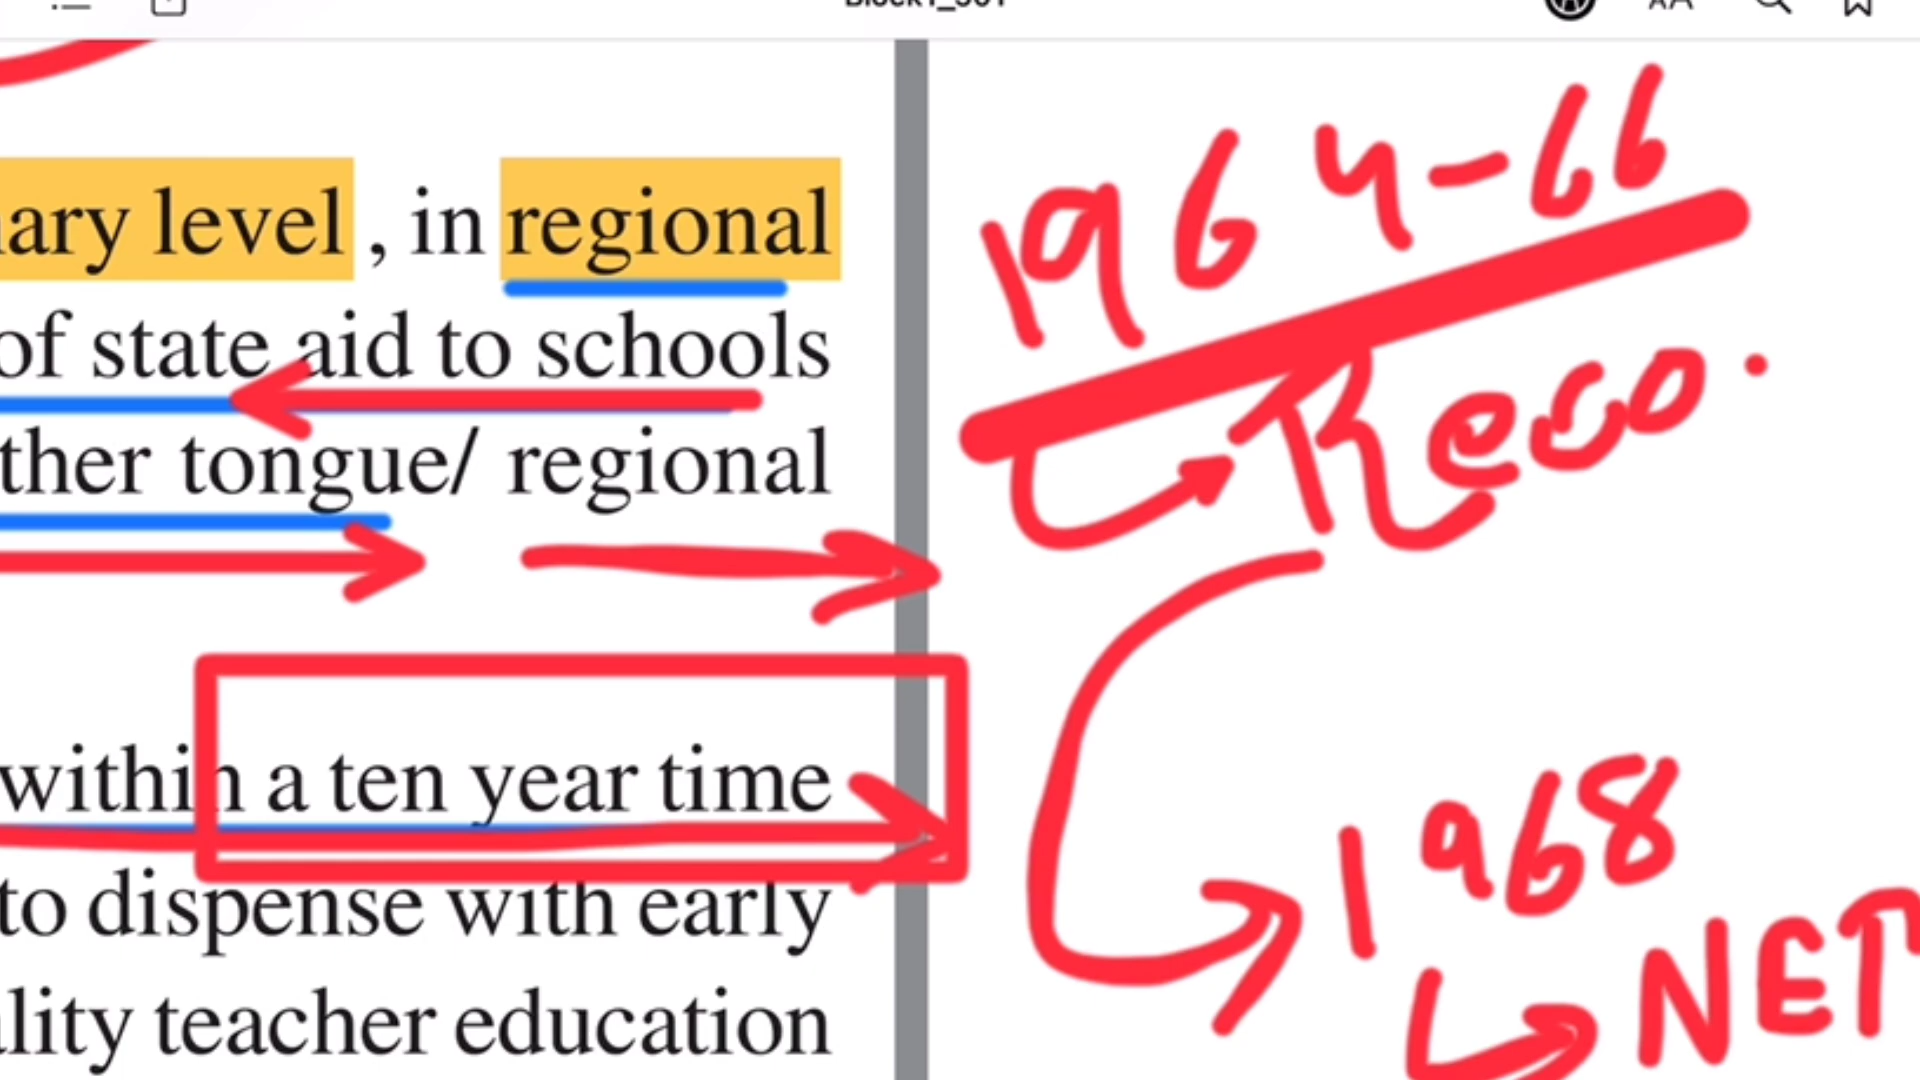 1964-66
ary level , in regional
of state aid to schools
Reco.
ther tongue/ regional
within a ten year time
1968
to dispense with early
NEP
lity teacher education